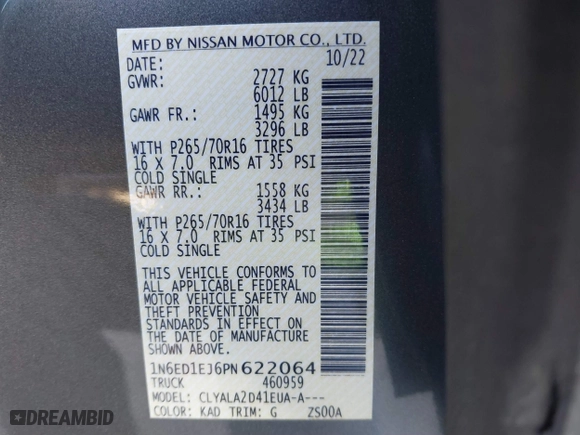 MFD BY NISSAN MOTOR CO., LTD.
DATE: 10/22
GVWR: 2727 KG
6012 LB
GAWR FR.: 1495 KG
3296 LB
WITH P265/70R16 TIRES
16 X 7.0 RIMS AT 35 PSI
COLD SINGLE
GAWR RR.: 1558 KG
3434 LB
WITH P265/70R16 TIRES
16 X 7.0 RIMS AT 35 PSI
COLD SINGLE
THIS VEHICLE CONFORMS TO
ALL APPLICABLE FEDERAL
MOTOR VEHICLE SAFETY AND
THEFT PREVENTION
STANDARDS IN EFFECT ON
THE DATE OF MANUFACTURE
SHOWN ABOVE.
1N6ED1EJ6PN622064
TRUCK 460959
MODEL: CLYALA2D41EUA-A---
COLOR: KAD TRIM: G ZS00A
DREAMBID